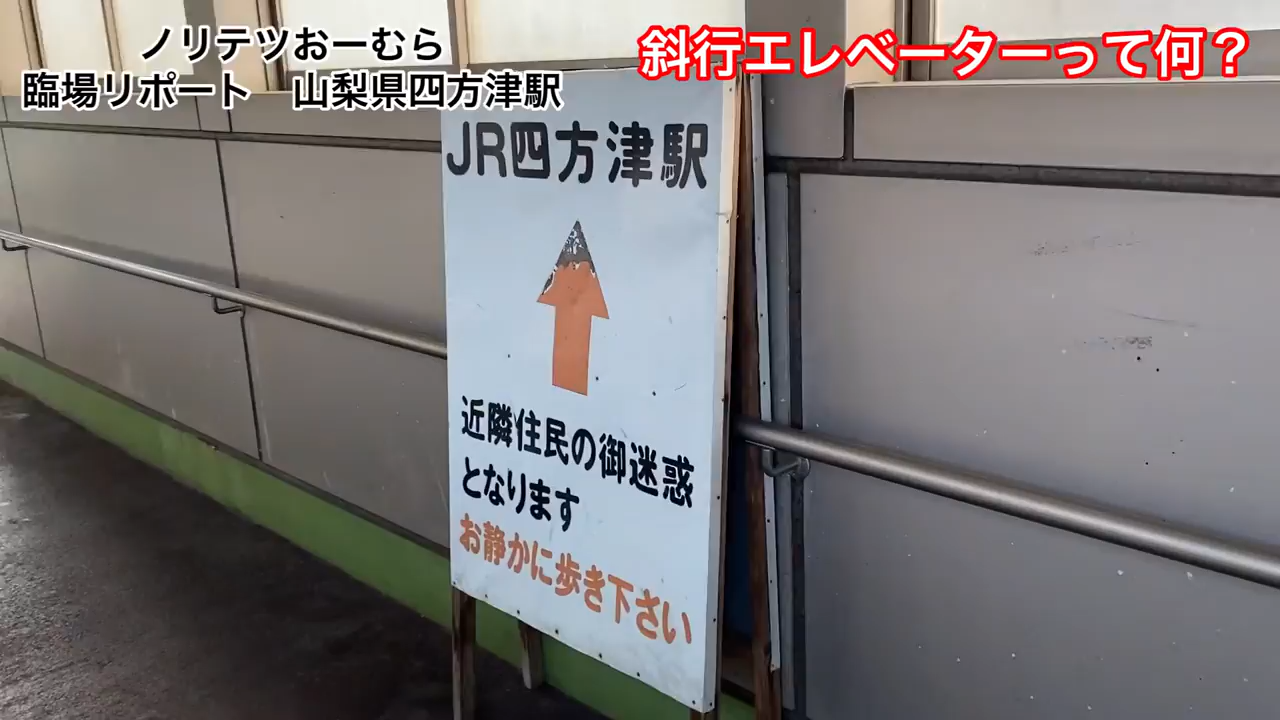 ノリテツおーむら
臨場リポート　山梨県四方津駅
斜行エレベーターって何？
JR四方津駅
近隣住民の御迷惑
となります
お静かに歩き下さい